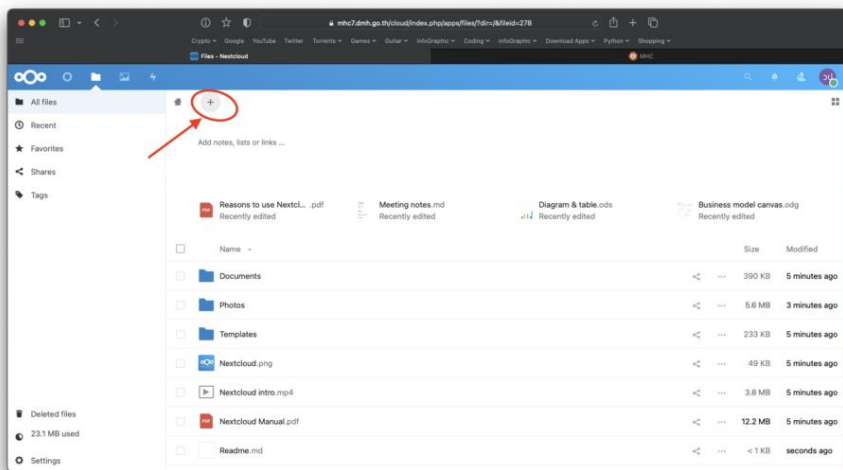 mhc7.dmh.go.th/cloud/index.php/apps/files/?dir=/&fileid=278
Crypto Google YouTube Twitter Torrents Games Guitar InfoGraphic Coding InfoGraphic Download Apps Python Shopping
Files - Nextcloud
MHC
All files
Recent
Favorites
Shares
Tags
Add notes, lists or links ...
Reasons to use Nextcl... .pdf
Recently edited
Meeting notes.md
Recently edited
Diagram & table.ods
Recently edited
Business model canvas.odg
Recently edited
Name Size Modified
Documents 390 KB 5 minutes ago
Photos 5.6 MB 3 minutes ago
Templates 233 KB 5 minutes ago
Nextcloud.png 49 KB 5 minutes ago
Nextcloud intro.mp4 3.8 MB 5 minutes ago
PDF Nextcloud Manual.pdf 12.2 MB 5 minutes ago
Readme.md < 1 KB seconds ago
Deleted files
23.1 MB used
Settings